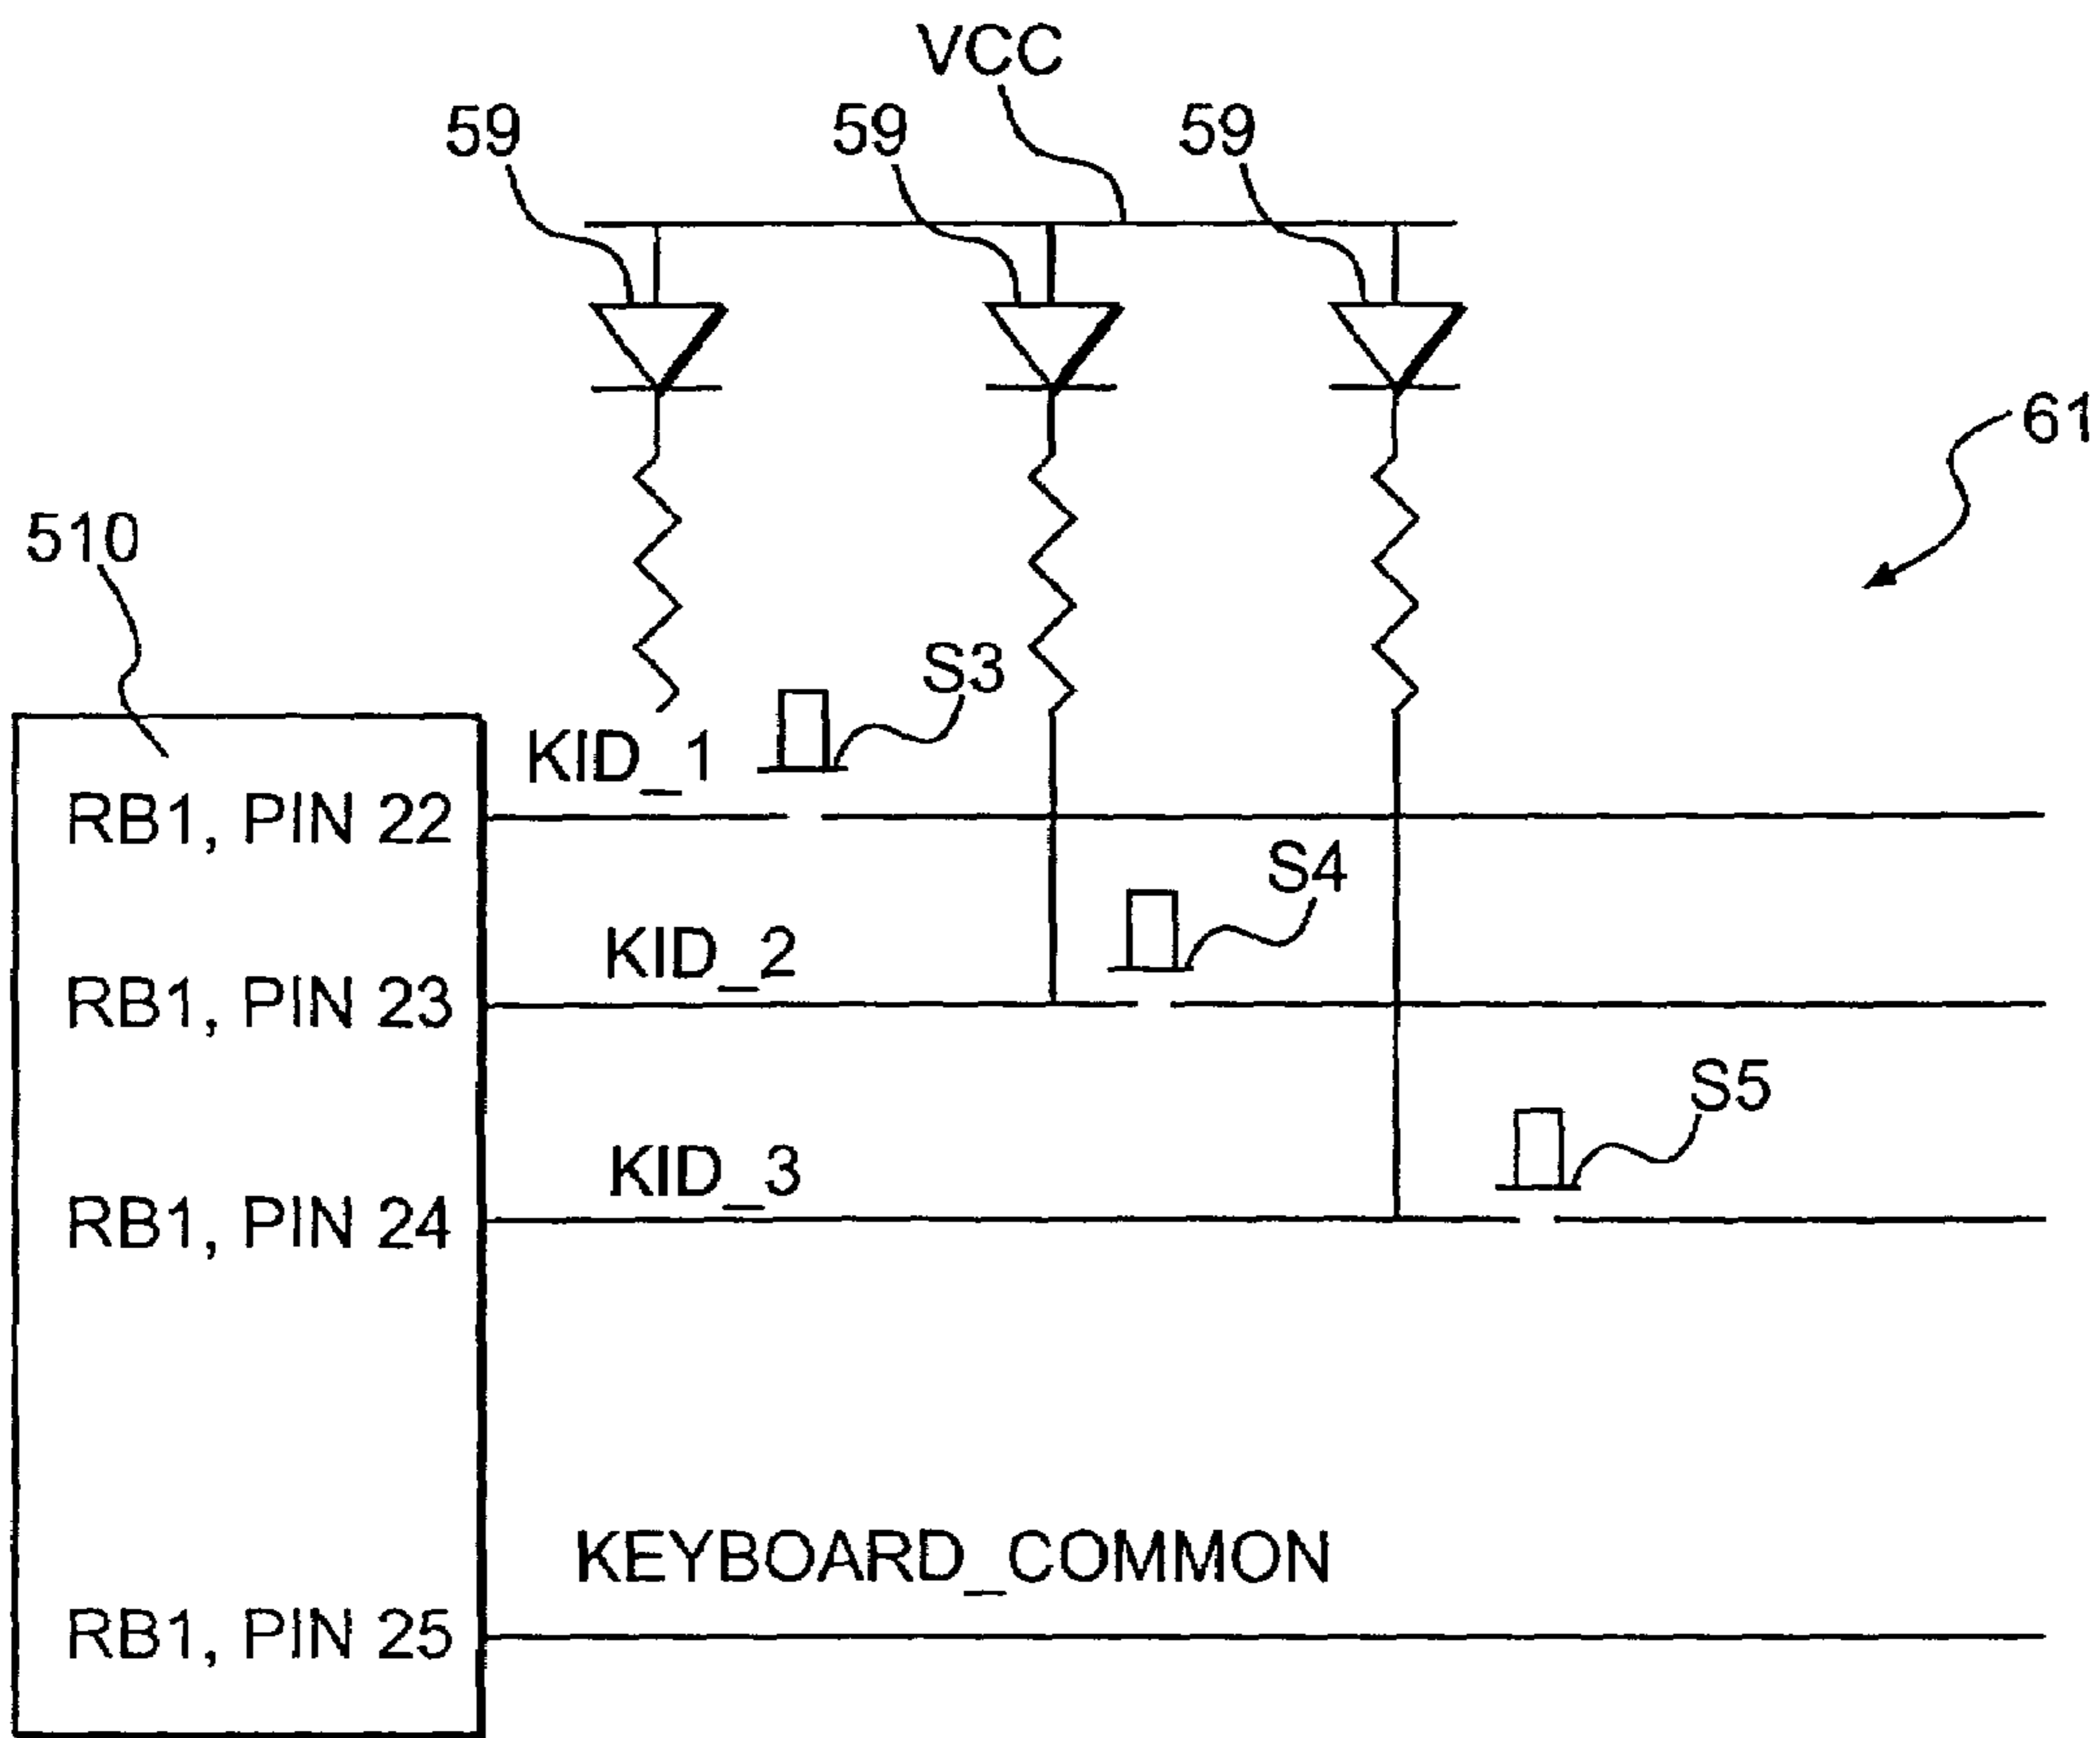 VCC
59 59 59
61
510
S3
KID_1
RB1, PIN 22
S4
KID_2
RB1, PIN 23
S5
KID_3
RB1, PIN 24
KEYBOARD_COMMON
RB1, PIN 25